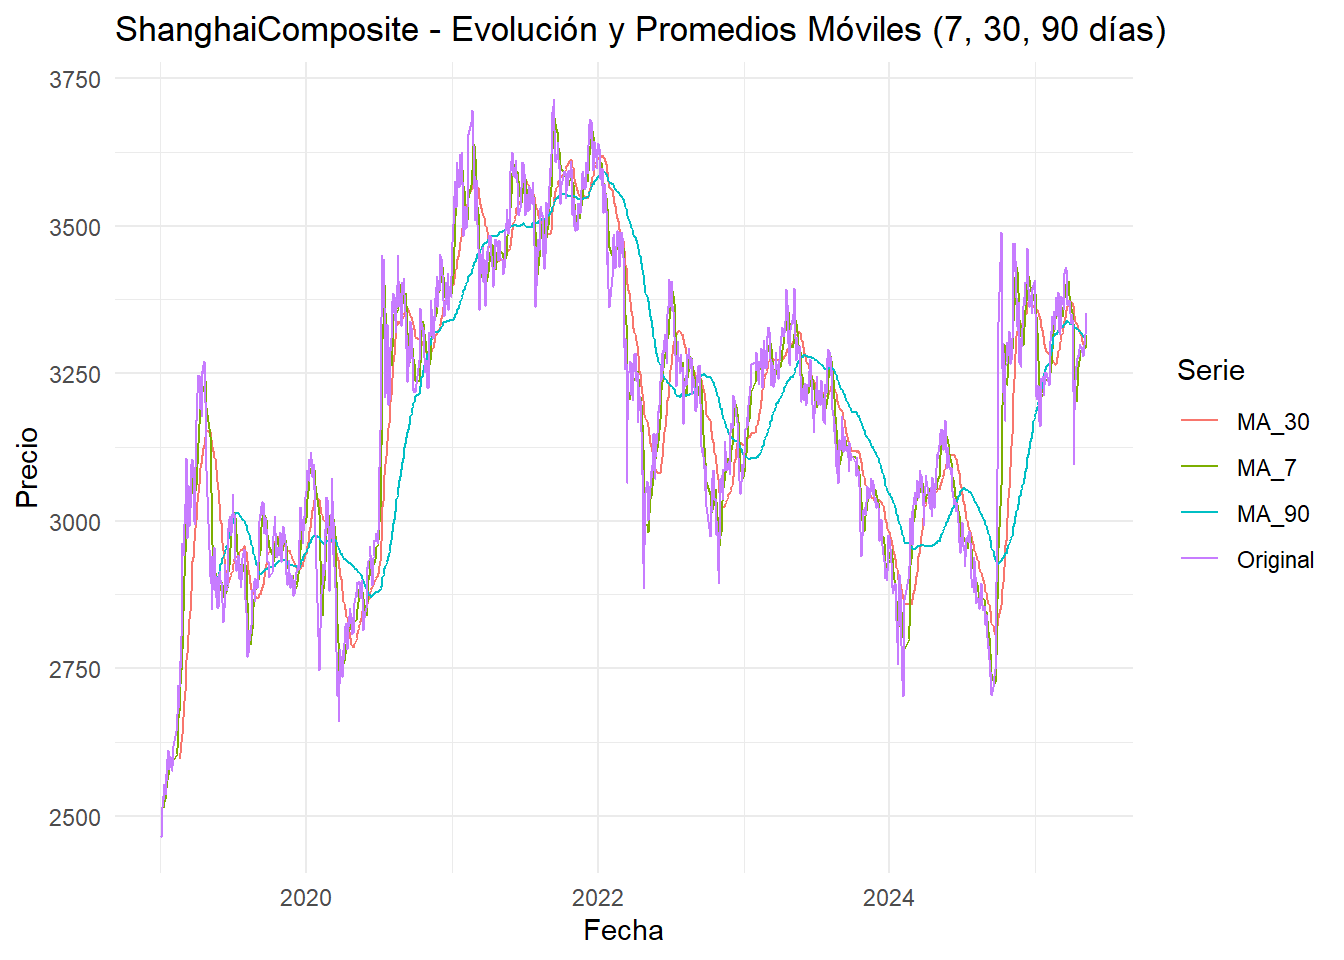 ShanghaiComposite - Evolución y Promedios Móviles (7, 30, 90 días)
3750
3500
3250
3000
2750
2500
Precio
2020
2022
2024
Fecha
Serie
MA_30
MA_7
MA_90
Original